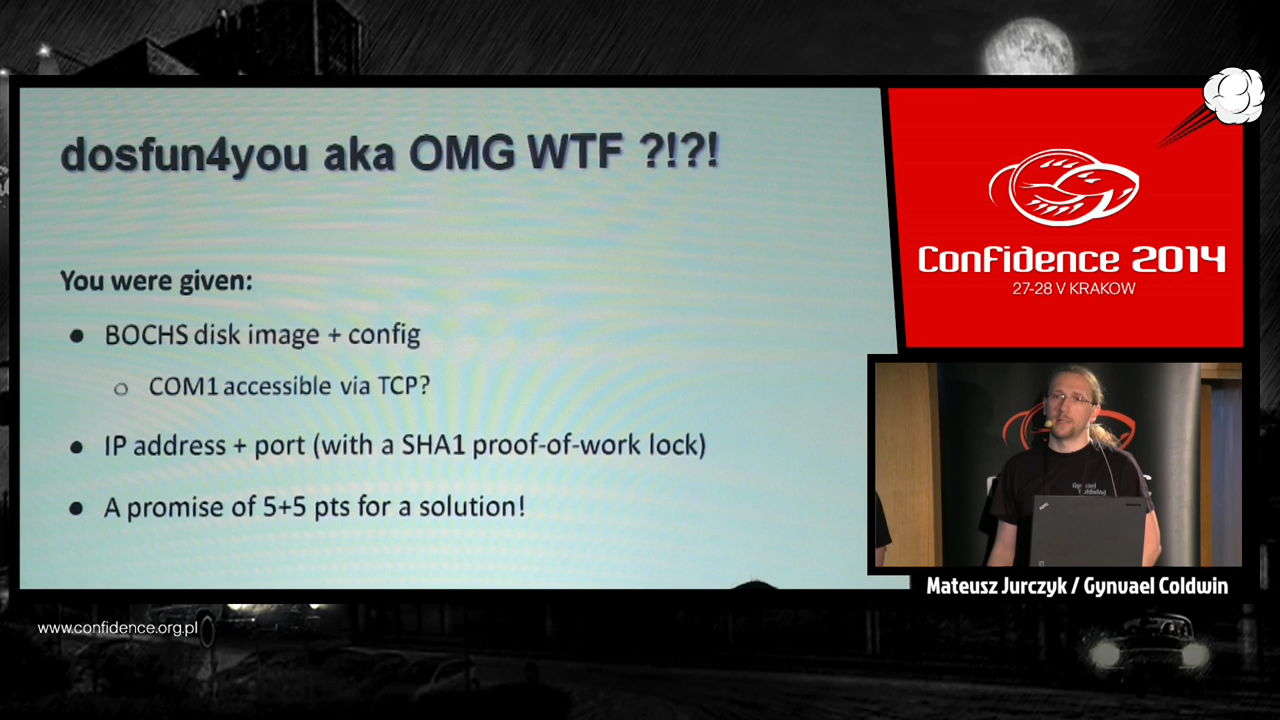 dosfun4you aka OMG WTF ?!?!
You were given:
● BOCHS disk image + config
○ COM1 accessible via TCP?
● IP address + port (with a SHA1 proof-of-work lock)
● A promise of 5+5 pts for a solution!
Confidence 2014
27-28 V KRAKOW
Gynvael
Coldwind
Mateusz Jurczyk / Gynvael Coldwin
www.confidence.org.pl